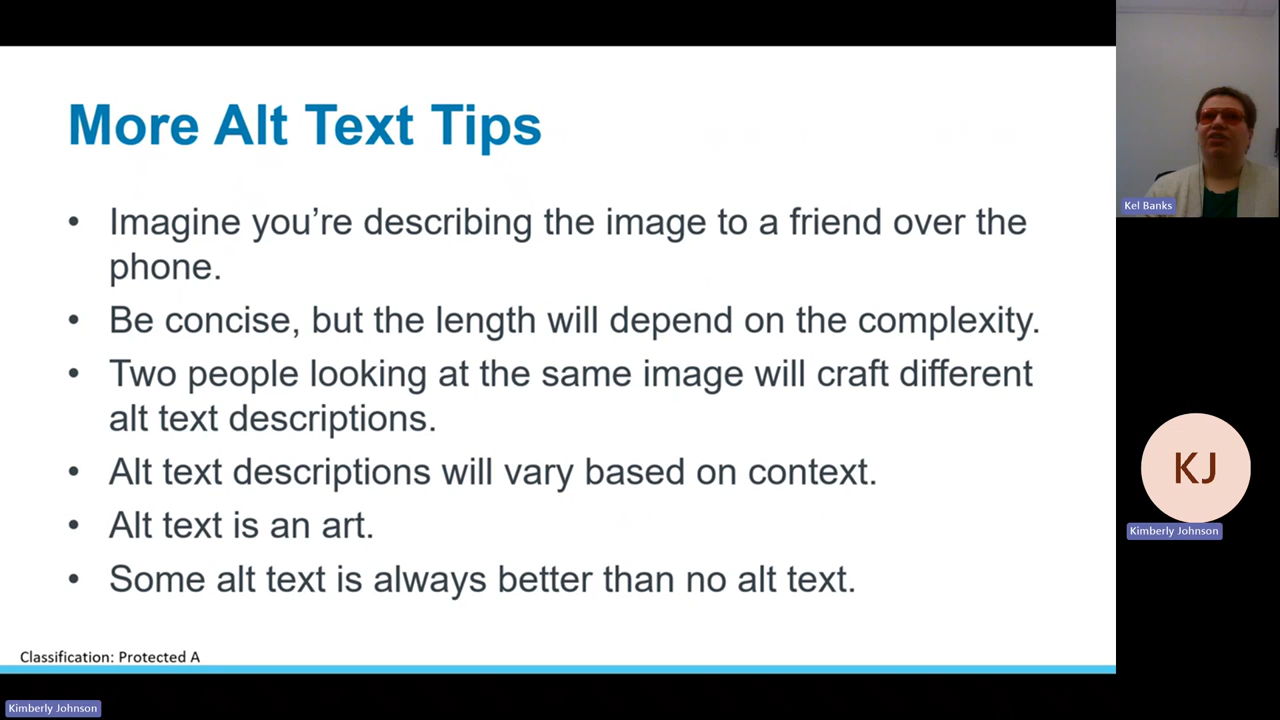 More Alt Text Tips
• Imagine you’re describing the image to a friend over the
phone.
• Be concise, but the length will depend on the complexity.
• Two people looking at the same image will craft different
alt text descriptions.
• Alt text descriptions will vary based on context.
• Alt text is an art.
• Some alt text is always better than no alt text.
Classification: Protected A
Kimberly Johnson
Kel Banks
KJ
Kimberly Johnson